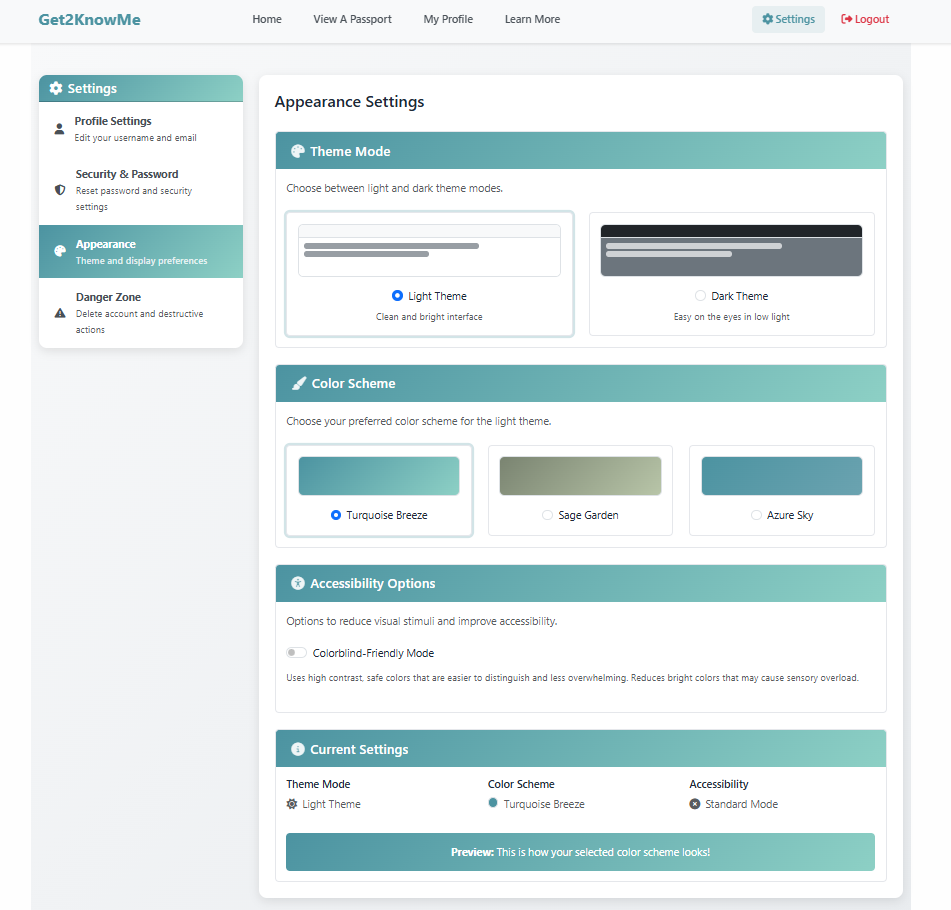 Get2KnowMe
Home
View A Passport
My Profile
Learn More
Settings
Logout
Settings
Profile Settings
Edit your username and email
Security & Password
Reset password and security
settings
Appearance
Theme and display preferences
Danger Zone
Delete account and destructive
actions
Appearance Settings
Theme Mode
Choose between light and dark theme modes.
Light Theme
Clean and bright interface
Dark Theme
Easy on the eyes in low light
Color Scheme
Choose your preferred color scheme for the light theme.
Turquoise Breeze
Sage Garden
Azure Sky
Accessibility Options
Options to reduce visual stimuli and improve accessibility.
Colorblind-Friendly Mode
Uses high contrast, safe colors that are easier to distinguish and less overwhelming. Reduces bright colors that may cause sensory overload.
Current Settings
Theme Mode
Light Theme
Color Scheme
Turquoise Breeze
Accessibility
Standard Mode
Preview: This is how your selected color scheme looks!